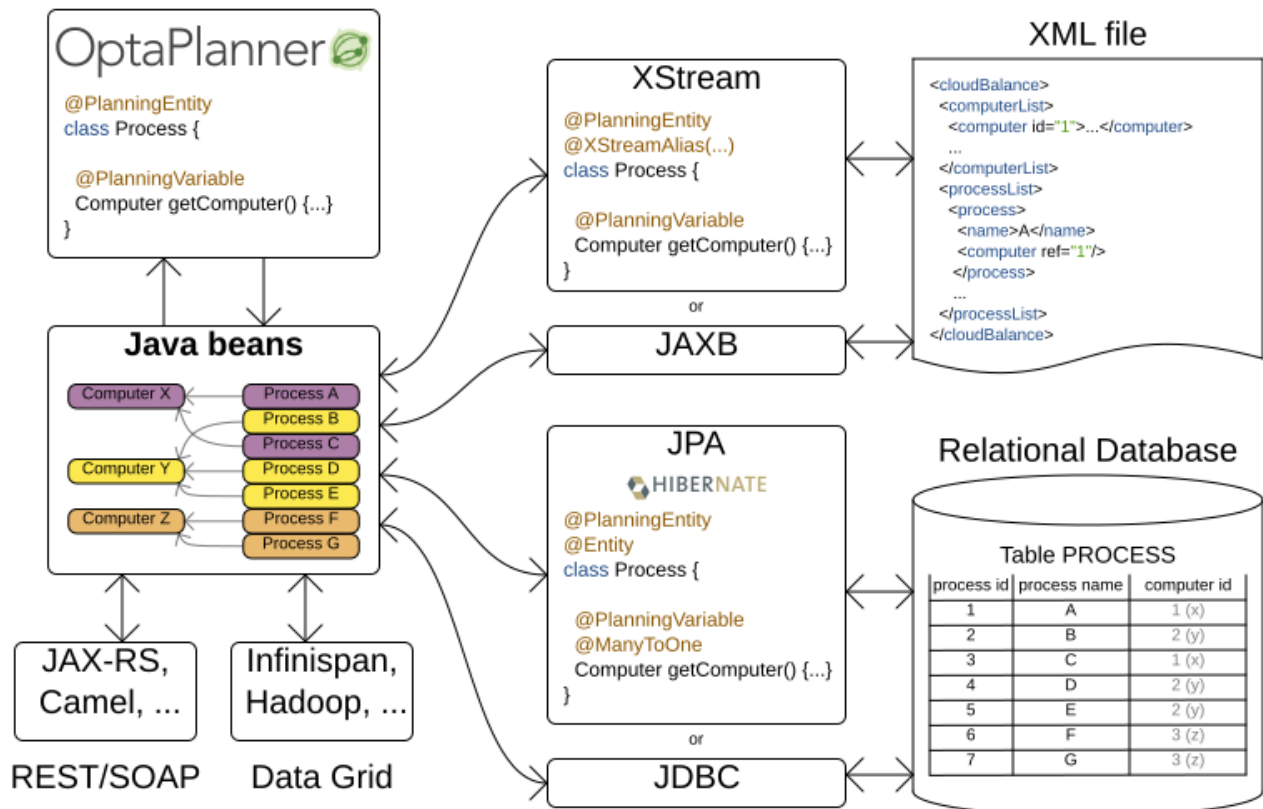 OptaPlanner
@PlanningEntity
class Process {
@PlanningVariable
Computer getComputer() {...}
}
Java beans
Computer X
Computer Y
Computer Z
Process A
Process B
Process C
Process D
Process E
Process F
Process G
JAX-RS,
Camel, ...
REST/SOAP
Infinispan,
Hadoop, ...
Data Grid
XStream
@PlanningEntity
@XStreamAlias(...)
class Process {
@PlanningVariable
Computer getComputer() {...}
}
or
JAXB
JPA
HIBERNATE
@PlanningEntity
@Entity
class Process {
@PlanningVariable
@ManyToOne
Computer getComputer() {...}
}
or
JDBC
XML file
<cloudBalance>
<computerList>
<computer id="1">...</computer>
...
</computerList>
<processList>
<process>
<name>A</name>
<computer ref="1"/>
</process>
...
</processList>
</cloudBalance>
Relational Database
Table PROCESS
process id process name computer id
1 A 1 (x)
2 B 2 (y)
3 C 1 (x)
4 D 2 (y)
5 E 2 (y)
6 F 3 (z)
7 G 3 (z)